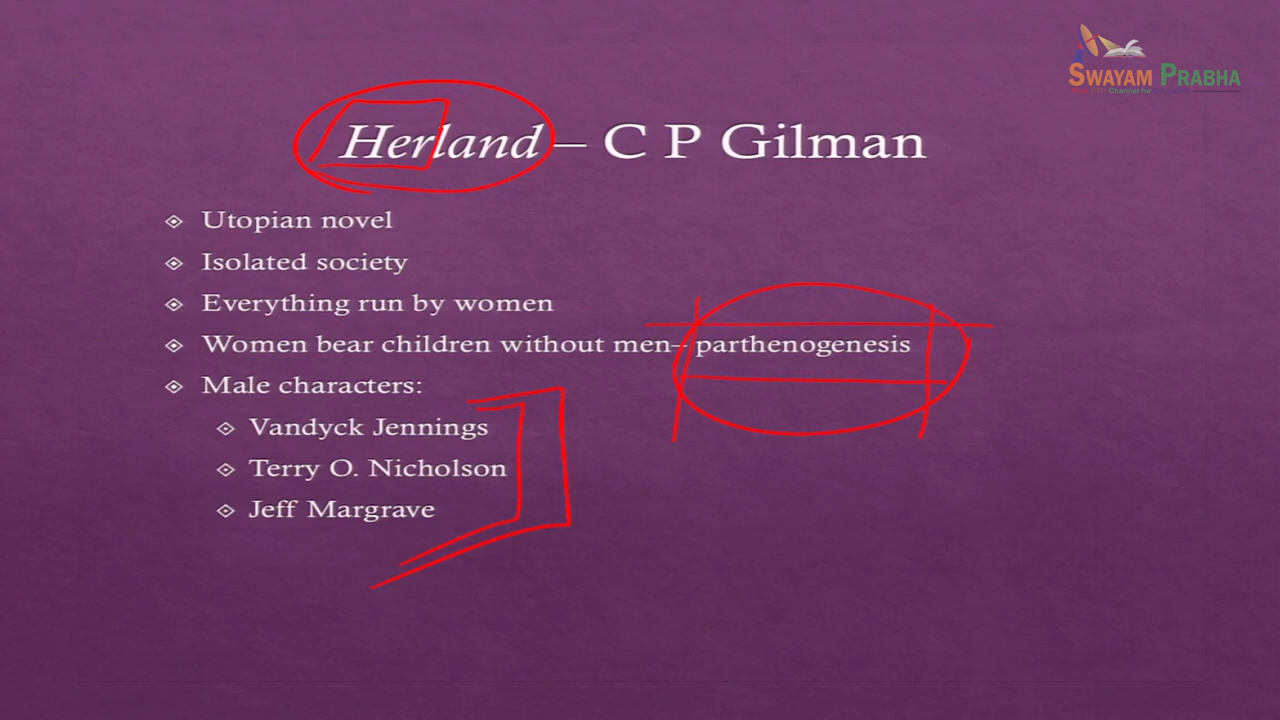 SWAYAM PRABHA
Herland – C P Gilman
Utopian novel
Isolated society
Everything run by women
Women bear children without men– parthenogenesis
Male characters:
Vandyck Jennings
Terry O. Nicholson
Jeff Margrave